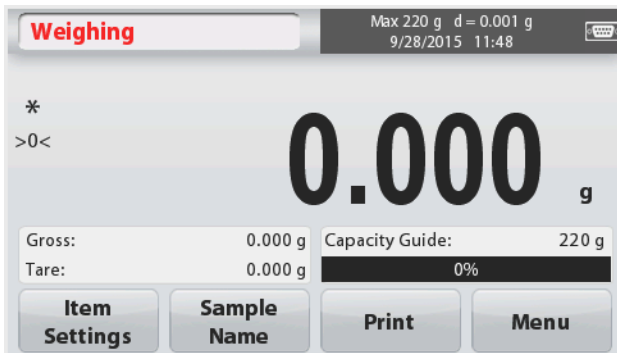 Weighing
Max 220 g d = 0.001 g
9/28/2015 11:48
*
>0<
0.000 g
Gross: 0.000 g
Tare: 0.000 g
Capacity Guide: 220 g
0%
Item Settings
Sample Name
Print
Menu